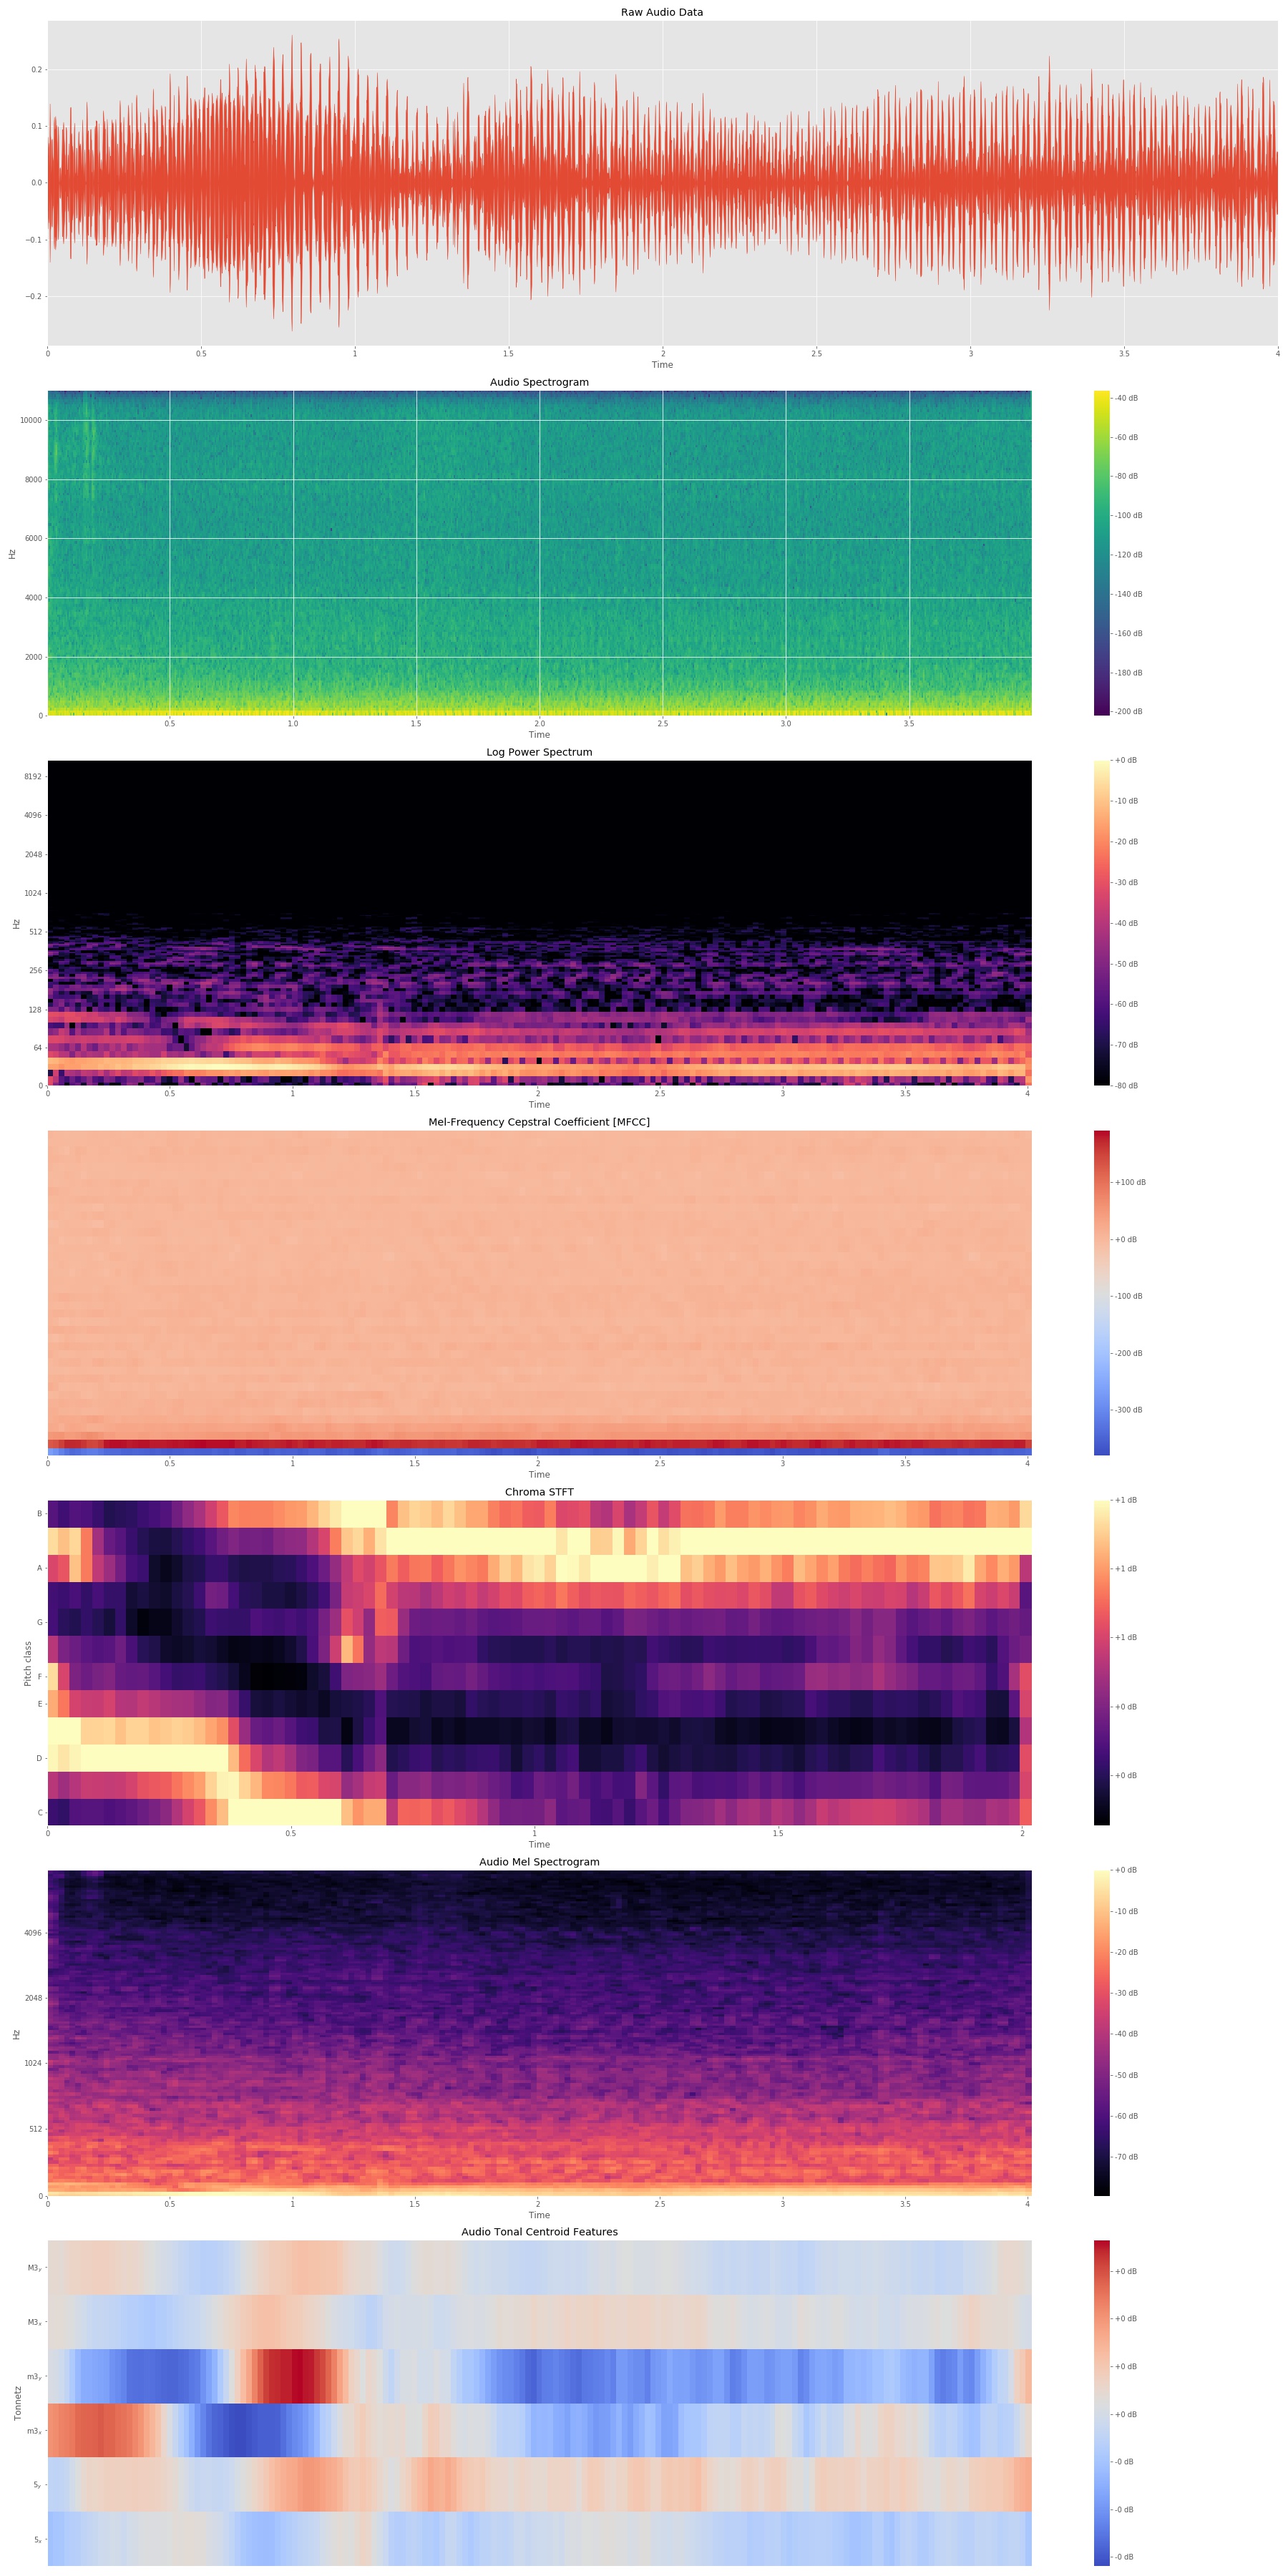 Raw Audio Data
0.2
0.1
0.0
−0.1
−0.2
0 0.5 1 1.5 2 2.5 3 3.5 4
Time
Audio Spectrogram
Hz
10000
8000
6000
4000
2000
0
0.5 1.0 1.5 2.0 2.5 3.0 3.5
Time
-40 dB
-60 dB
-80 dB
-100 dB
-120 dB
-140 dB
-160 dB
-180 dB
-200 dB
Log Power Spectrum
Hz
8192
4096
2048
1024
512
256
128
64
0
0 0.5 1 1.5 2 2.5 3 3.5 4
Time
+0 dB
-10 dB
-20 dB
-30 dB
-40 dB
-50 dB
-60 dB
-70 dB
-80 dB
Mel-Frequency Cepstral Coefficient [MFCC]
0 0.5 1 1.5 2 2.5 3 3.5 4
Time
+100 dB
+0 dB
-100 dB
-200 dB
-300 dB
Chroma STFT
Pitch class
B
A
G
F
E
D
C
0 0.5 1 1.5 2
Time
+1 dB
+1 dB
+1 dB
+0 dB
+0 dB
Audio Mel Spectrogram
Hz
4096
2048
1024
512
0
0 0.5 1 1.5 2 2.5 3 3.5 4
Time
+0 dB
-10 dB
-20 dB
-30 dB
-40 dB
-50 dB
-60 dB
-70 dB
Audio Tonal Centroid Features
Tonnetz
M3y
M3x
m3y
m3x
5y
5x
+0 dB
+0 dB
+0 dB
+0 dB
-0 dB
-0 dB
-0 dB